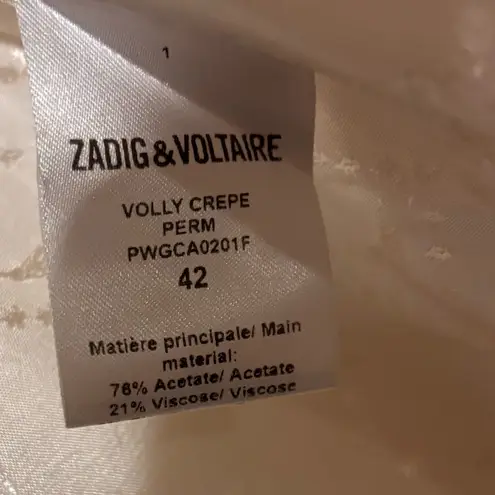 1
ZADIG&VOLTAIRE
VOLLY CREPE
PERM
PWGCA0201F
42
Matière principale/ Main
material:
78% Acetate/ Acetate
21% Viscose/ Viscose